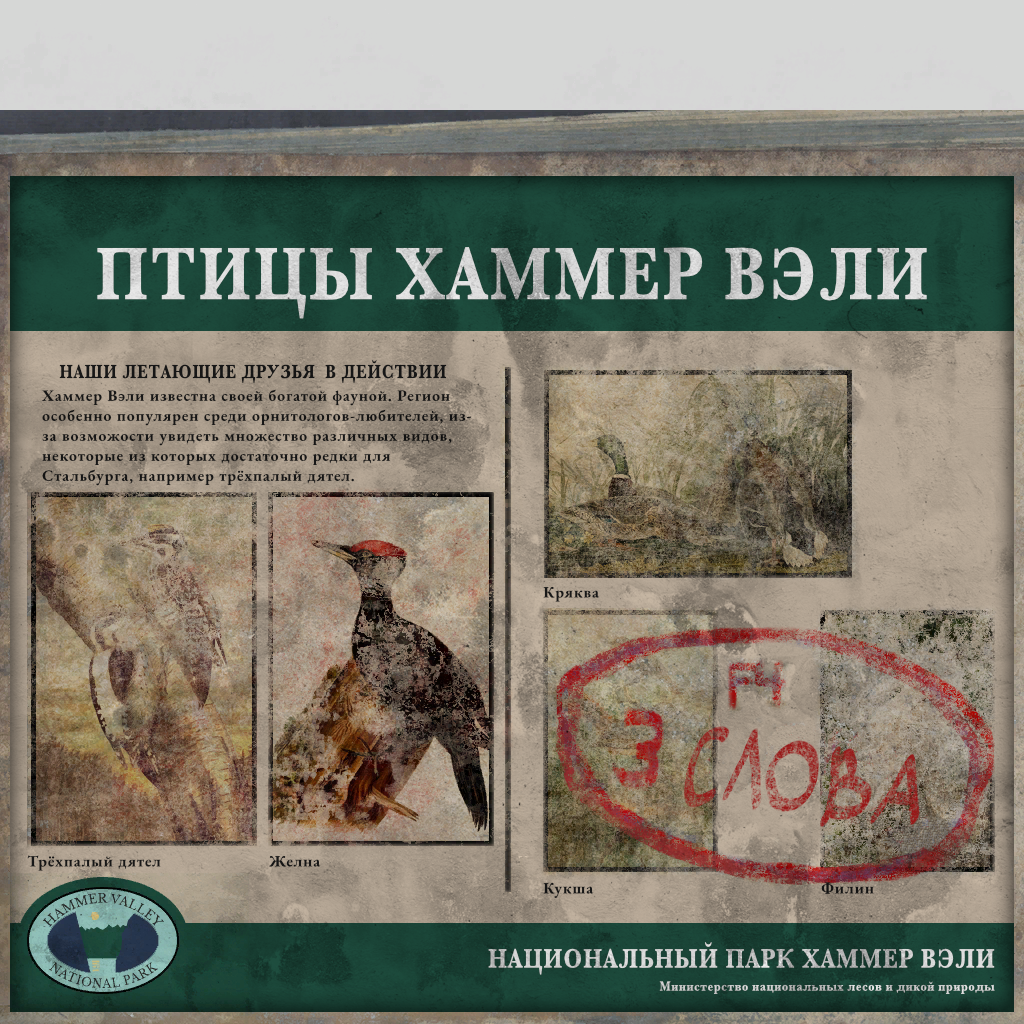 ПТИЦЫ ХАММЕР ВЭЛИ
НАШИ ЛЕТАЮЩИЕ ДРУЗЬЯ В ДЕЙСТВИИ
Хаммер Вэли известна своей богатой фауной. Регион
особенно популярен среди орнитологов-любителей, из-
за возможости увидеть множество различных видов,
некоторые из которых достаточно редки для
Стальбурга, например трёхпалый дятел.
Трёхпалый дятел
Желна
Кряква
3 СЛОВА
Кукша
Филин
HAMMER VALLEY
NATIONAL PARK
НАЦИОНАЛЬНЫЙ ПАРК ХАММЕР ВЭЛИ
Министерство национальных лесов и дикой природы